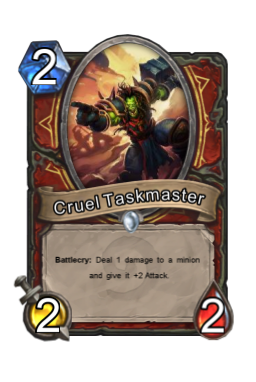 2
Cruel Taskmaster
Battlecry: Deal 1 damage to a minion
and give it +2 Attack.
2 2